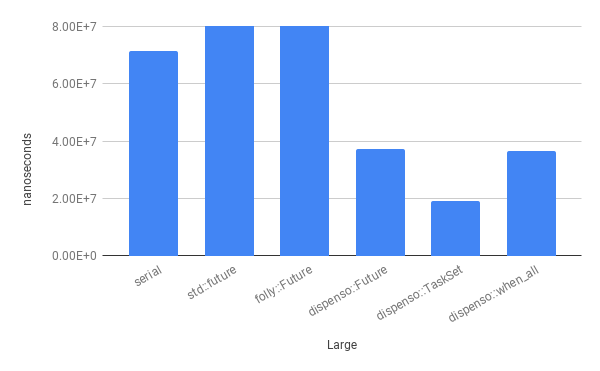 8.00E+7
6.00E+7
4.00E+7
2.00E+7
0.00E+0
nanoseconds
serial
std::future
folly::Future
dispenso::Future
dispenso::TaskSet
dispenso::when_all
Large